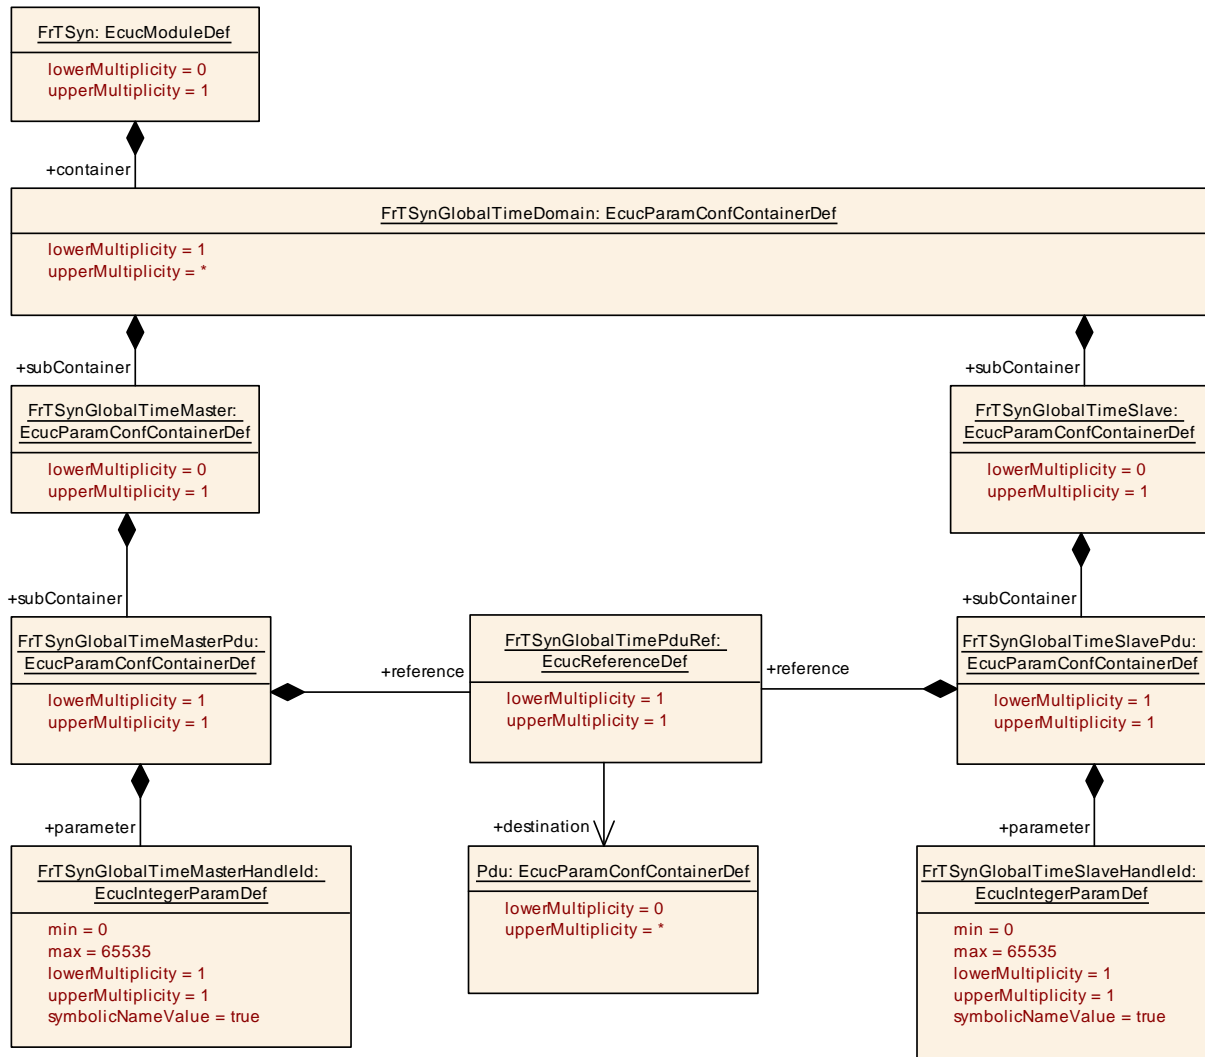 FrTSyn: EcucModuleDef
lowerMultiplicity = 0
upperMultiplicity = 1
+container
FrTSynGlobalTimeDomain: EcucParamConfContainerDef
lowerMultiplicity = 1
upperMultiplicity = *
+subContainer
+subContainer
FrTSynGlobalTimeMaster:
EcucParamConfContainerDef
lowerMultiplicity = 0
upperMultiplicity = 1
FrTSynGlobalTimeSlave:
EcucParamConfContainerDef
lowerMultiplicity = 0
upperMultiplicity = 1
+subContainer
+subContainer
FrTSynGlobalTimeMasterPdu:
EcucParamConfContainerDef
lowerMultiplicity = 1
upperMultiplicity = 1
+reference
FrTSynGlobalTimePduRef:
EcucReferenceDef
lowerMultiplicity = 1
upperMultiplicity = 1
+reference
FrTSynGlobalTimeSlavePdu:
EcucParamConfContainerDef
lowerMultiplicity = 1
upperMultiplicity = 1
+parameter
+destination
+parameter
FrTSynGlobalTimeMasterHandleId:
EcucIntegerParamDef
min = 0
max = 65535
lowerMultiplicity = 1
upperMultiplicity = 1
symbolicNameValue = true
Pdu: EcucParamConfContainerDef
lowerMultiplicity = 0
upperMultiplicity = *
FrTSynGlobalTimeSlaveHandleId:
EcucIntegerParamDef
min = 0
max = 65535
lowerMultiplicity = 1
upperMultiplicity = 1
symbolicNameValue = true